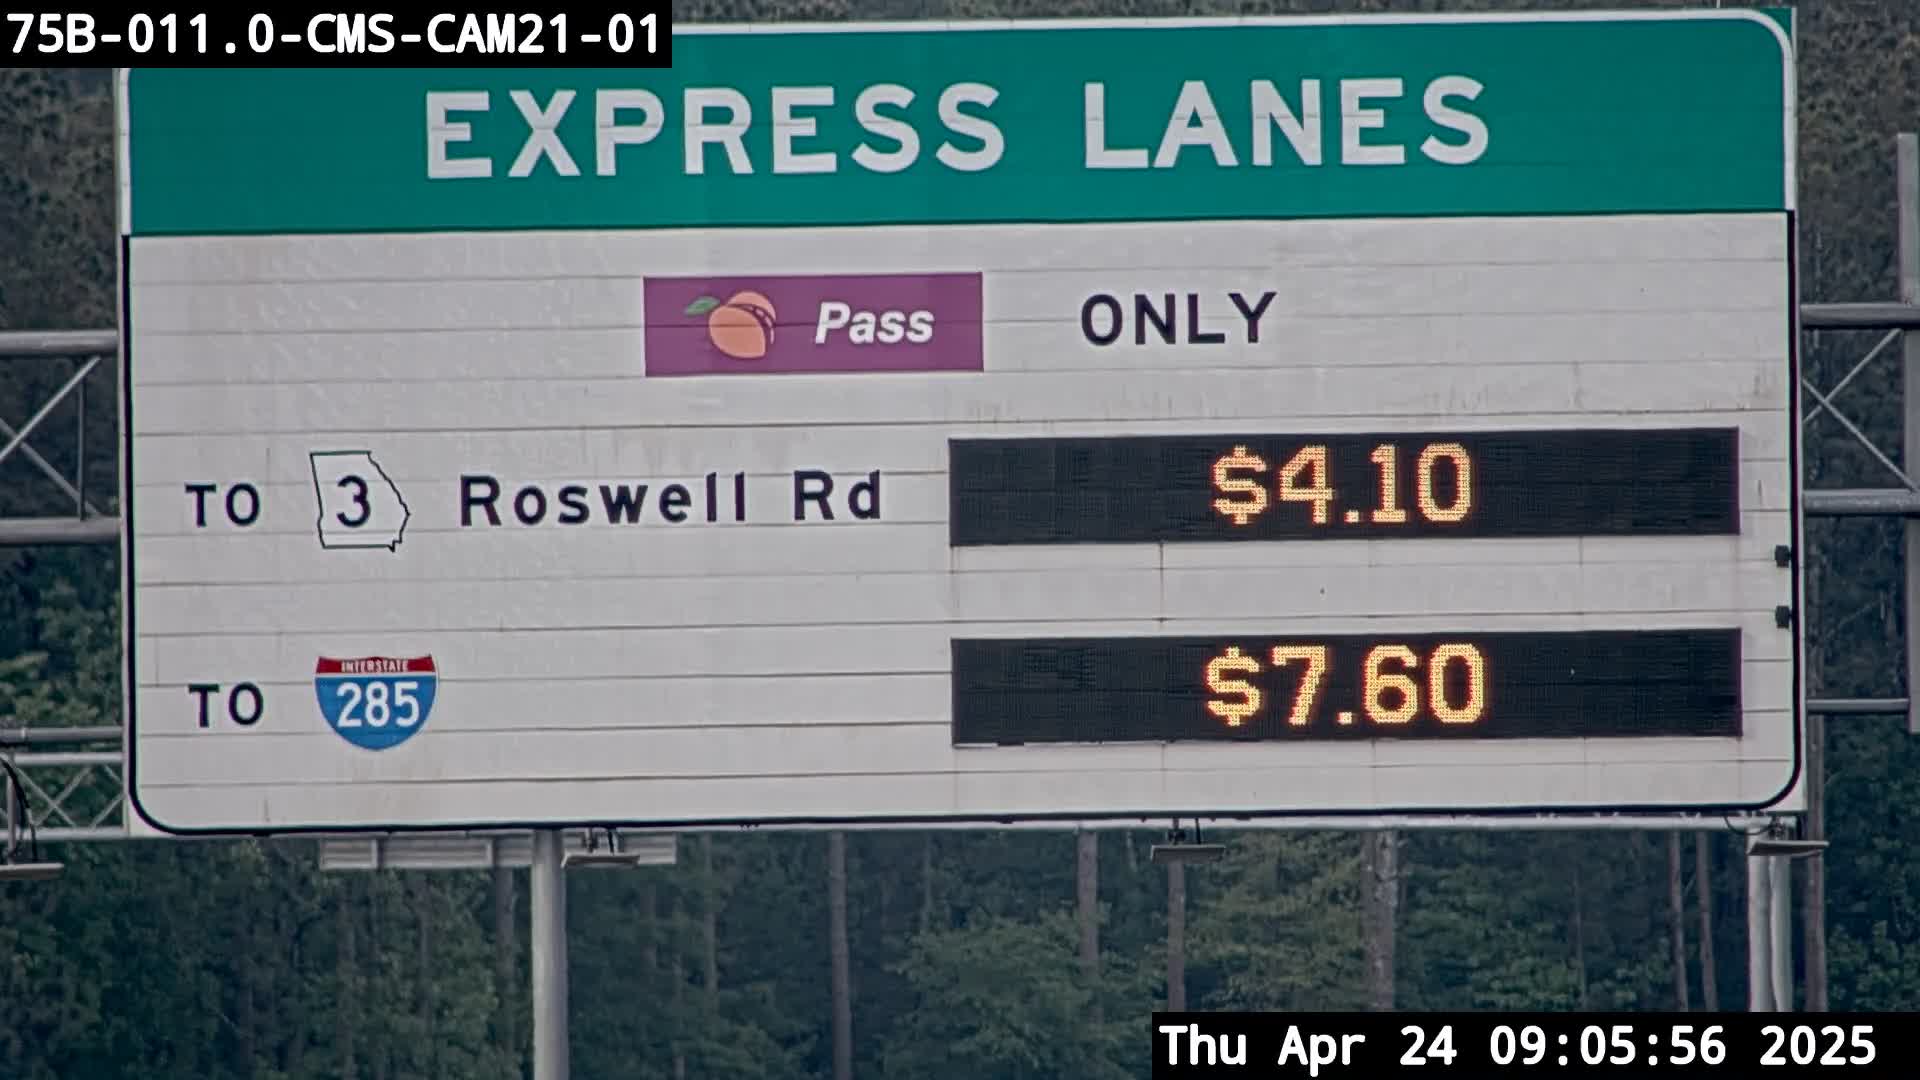 75B-011.0-CMS-CAM21-01
EXPRESS LANES
Pass ONLY
TO 3 Roswell Rd $4.10
TO INTERSTATE 285 $7.60
Thu Apr 24 09:05:56 2025